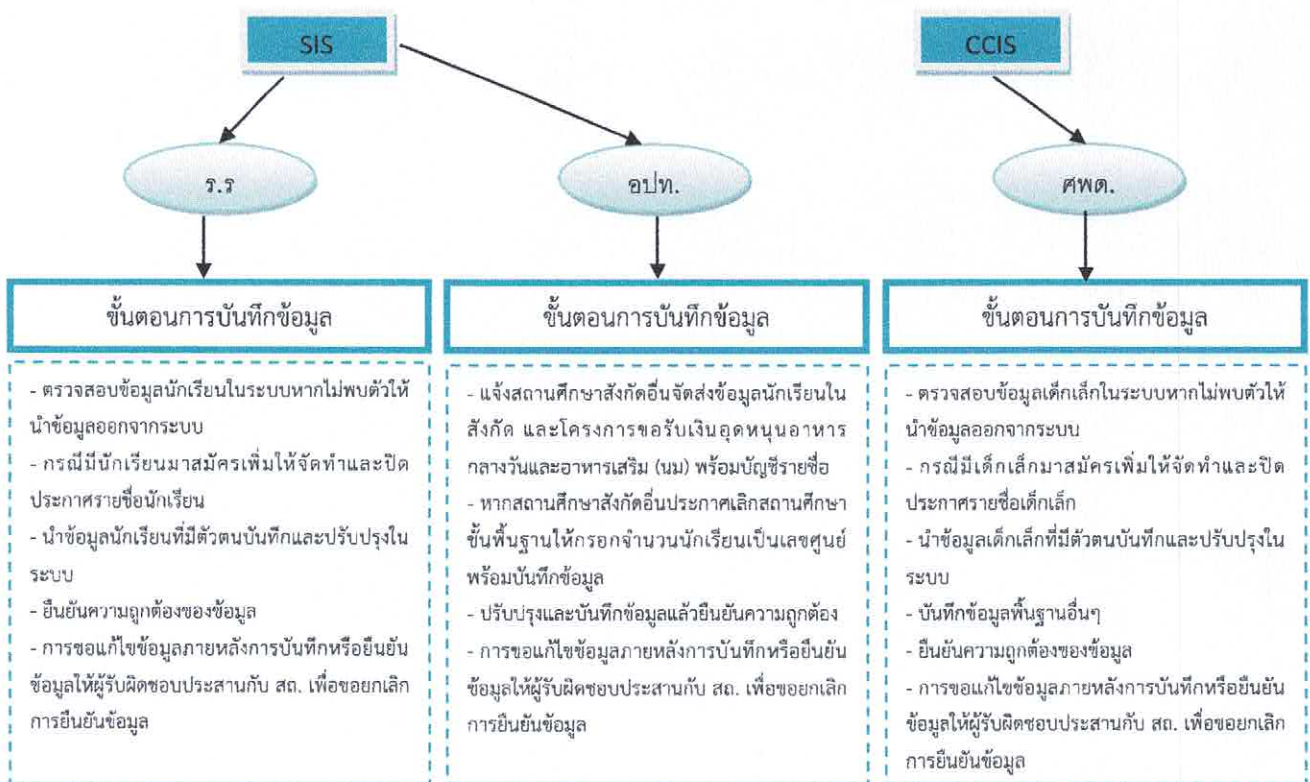 SIS
CCIS
ร.ร
อปท.
ศพด.
ขั้นตอนการบันทึกข้อมูล
- ตรวจสอบข้อมูลนักเรียนในระบบหากไม่พบตัวให้
นำข้อมูลออกจากระบบ
- กรณีมีนักเรียนมาสมัครเพิ่มให้จัดทำและปิด
ประกาศรายชื่อนักเรียน
- นำข้อมูลนักเรียนที่มีตัวตนบันทึกและปรับปรุงใน
ระบบ
- ยืนยันความถูกต้องของข้อมูล
- การขอแก้ไขข้อมูลภายหลังการบันทึกหรือยืนยัน
ข้อมูลให้ผู้รับผิดชอบประสานกับ สถ. เพื่อขอยกเลิก
การยืนยันข้อมูล
ขั้นตอนการบันทึกข้อมูล
- แจ้งสถานศึกษาสังกัดอื่นจัดส่งข้อมูลนักเรียนใน
สังกัด และโครงการขอรับเงินอุดหนุนอาหาร
กลางวันและอาหารเสริม (นม) พร้อมบัญชีรายชื่อ
- หากสถานศึกษาสังกัดอื่นประกาศเลิกสถานศึกษา
ขั้นพื้นฐานให้กรอกจำนวนนักเรียนเป็นเลขศูนย์
พร้อมบันทึกข้อมูล
- ปรับปรุงและบันทึกข้อมูลแล้วยืนยันความถูกต้อง
- การขอแก้ไขข้อมูลภายหลังการบันทึกหรือยืนยัน
ข้อมูลให้ผู้รับผิดชอบประสานกับ สถ. เพื่อขอยกเลิก
การยืนยันข้อมูล
ขั้นตอนการบันทึกข้อมูล
- ตรวจสอบข้อมูลเด็กเล็กในระบบหากไม่พบตัวให้
นำข้อมูลออกจากระบบ
- กรณีมีเด็กเล็กมาสมัครเพิ่มให้จัดทำและปิด
ประกาศรายชื่อเด็กเล็ก
- นำข้อมูลเด็กเล็กที่มีตัวตนบันทึกและปรับปรุงใน
ระบบ
- บันทึกข้อมูลพื้นฐานอื่นๆ
- ยืนยันความถูกต้องของข้อมูล
- การขอแก้ไขข้อมูลภายหลังการบันทึกหรือยืนยัน
ข้อมูลให้ผู้รับผิดชอบประสานกับ สถ. เพื่อขอยกเลิก
การยืนยันข้อมูล